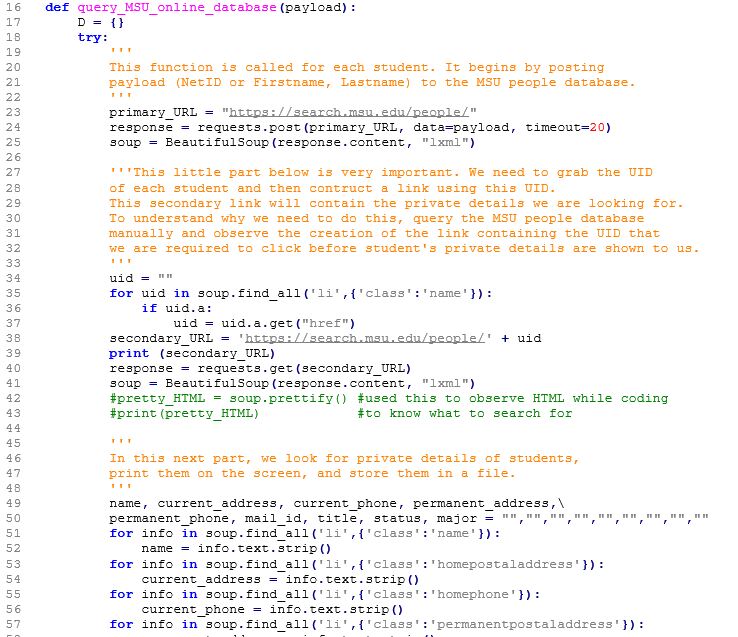 16 def query_MSU_online_database(payload):
17 D = {}
18 try:
19 '''
20 This function is called for each student. It begins by posting
21 payload (NetID or Firstname, Lastname) to the MSU people database.
22 '''
23 primary_URL = "https://search.msu.edu/people/"
24 response = requests.post(primary_URL, data=payload, timeout=20)
25 soup = BeautifulSoup(response.content, "lxml")
26
27 '''This little part below is very important. We need to grab the UID
28 of each student and then contruct a link using this UID.
29 This secondary link will contain the private details we are looking for.
30 To understand why we need to do this, query the MSU people database
31 manually and observe the creation of the link containing the UID that
32 we are required to click before student's private details are shown to us.
33 '''
34 uid = ""
35 for uid in soup.find_all('li',{'class':'name'}):
36 if uid.a:
37 uid = uid.a.get("href")
38 secondary_URL = 'https://search.msu.edu/people/' + uid
39 print (secondary_URL)
40 response = requests.get(secondary_URL)
41 soup = BeautifulSoup(response.content, "lxml")
42 #pretty_HTML = soup.prettify() #used this to observe HTML while coding
43 #print(pretty_HTML) #to know what to search for
44
45 '''
46 In this next part, we look for private details of students,
47 print them on the screen, and store them in a file.
48 '''
49 name, current_address, current_phone, permanent_address,\
50 permanent_phone, mail_id, title, status, major = "","","","","","","","",""
51 for info in soup.find_all('li',{'class':'name'}):
52 name = info.text.strip()
53 for info in soup.find_all('li',{'class':'homepostaladdress'}):
54 current_address = info.text.strip()
55 for info in soup.find_all('li',{'class':'homephone'}):
56 current_phone = info.text.strip()
57 for info in soup.find_all('li',{'class':'permanentpostaladdress'}):